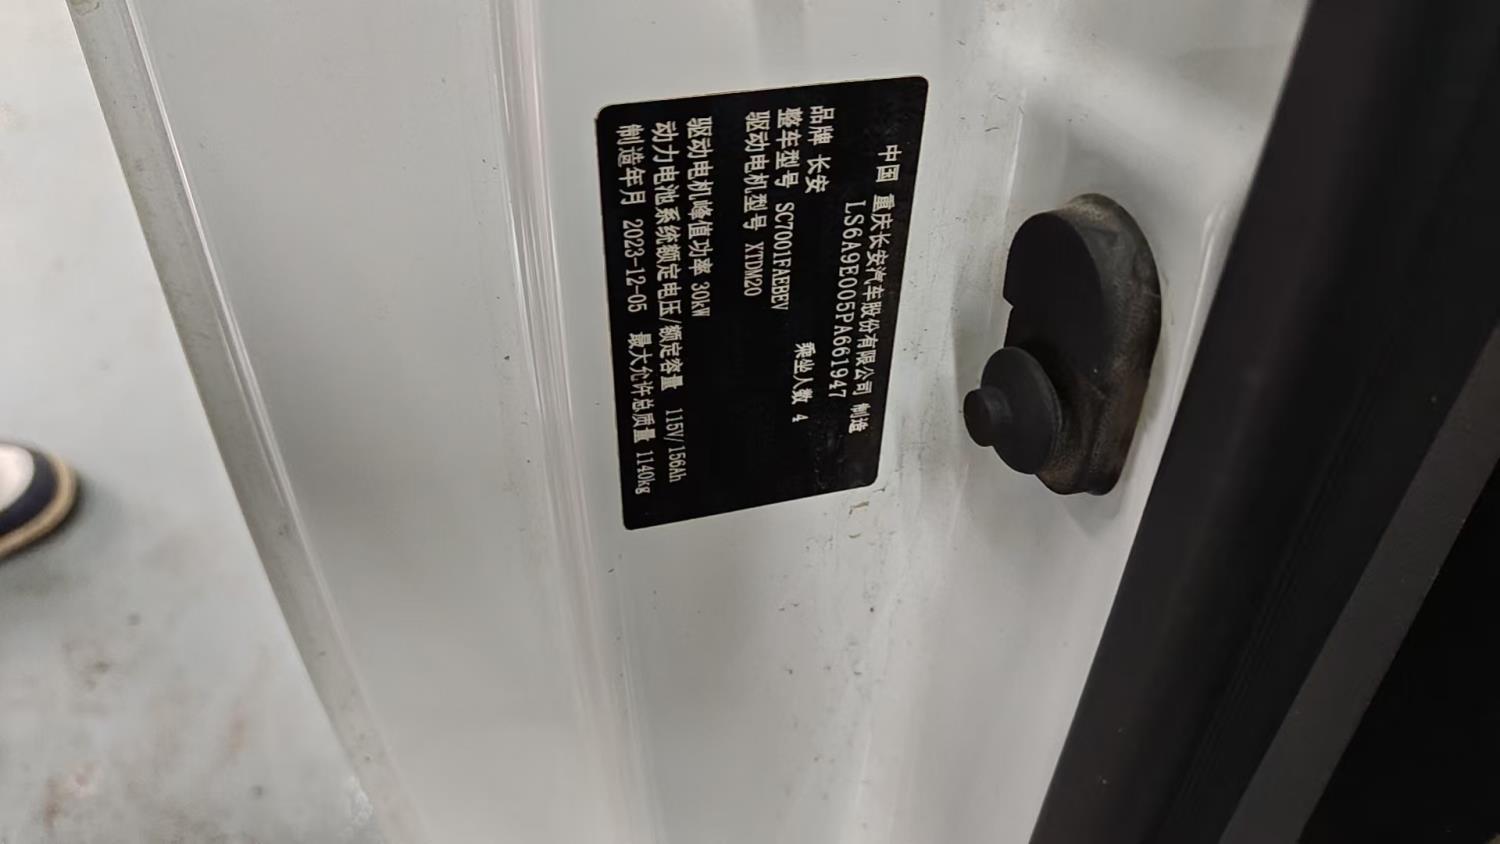 中国 重庆长安汽车股份有限公司 制造
LS6A9E005PA661947
品牌 长安
整车型号 SC7001FAEBEV 乘坐人数 4
驱动电机型号 XTDM20
驱动电机峰值功率 30kW
动力电池系统额定电压/额定容量 115V/156Ah
制造年月 2023-12-05 最大允许总质量 1140kg